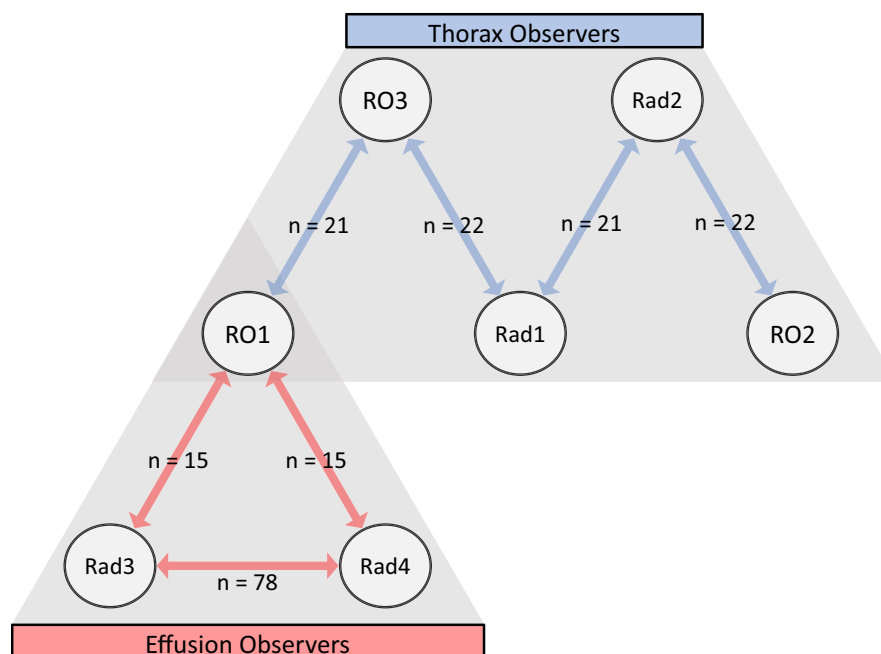 Thorax Observers
RO3
Rad2
n = 21
n = 22
n = 21
n = 22
RO1
Rad1
RO2
n = 15
n = 15
Rad3
Rad4
n = 78
Effusion Observers